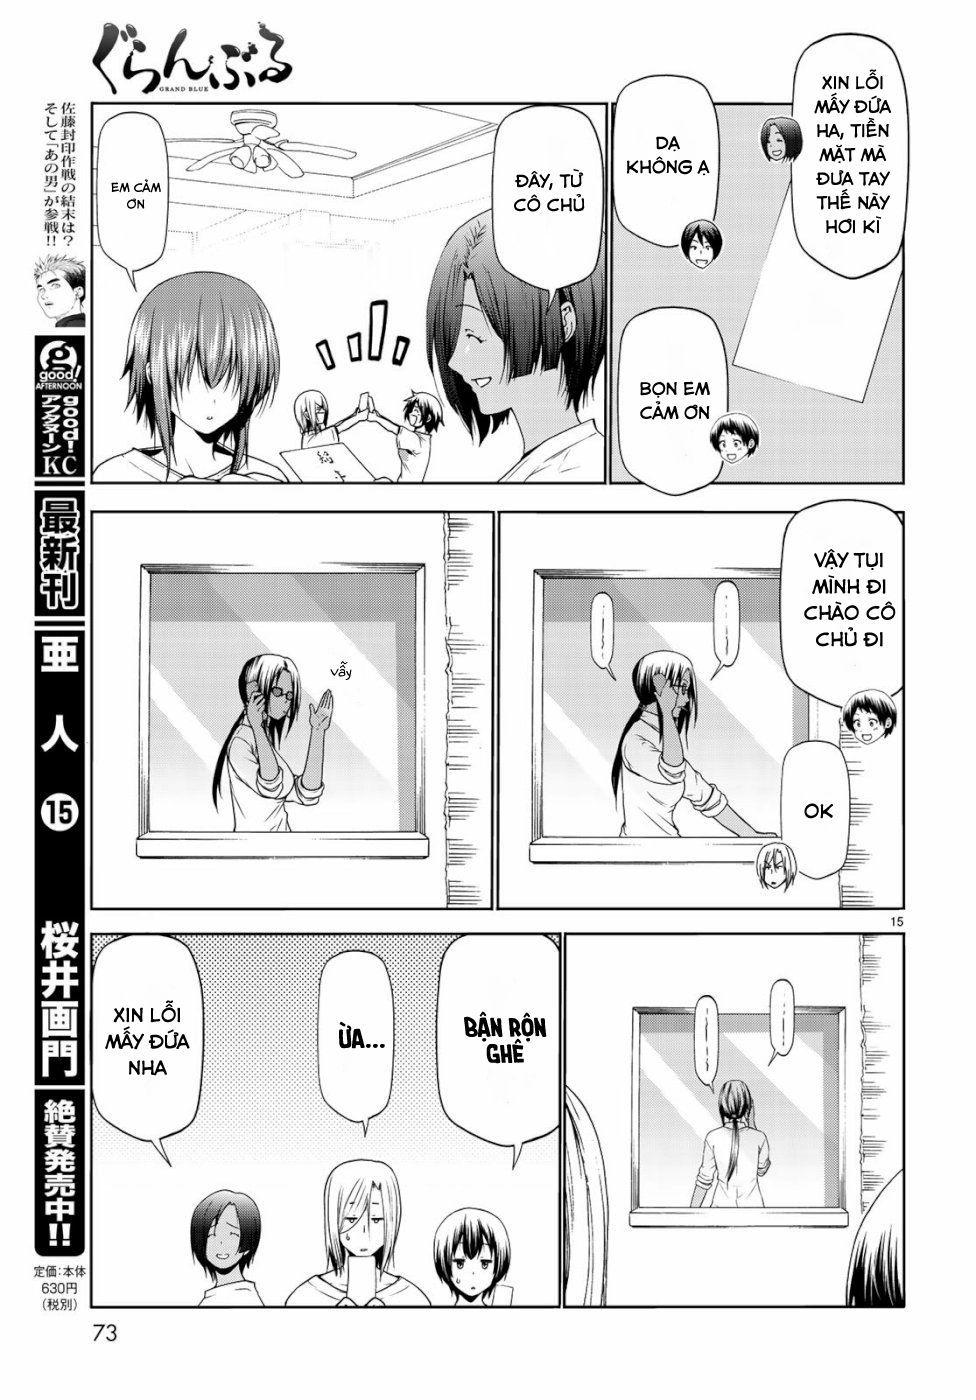 ぐらんぶる
GRAND BLUE
XIN LỖI
MẤY ĐỨA
HA, TIỀN
MẶT MÀ
ĐƯA TAY
THẾ NÀY
HƠI KÌ
DẠ
KHÔNG Ạ
BỌN EM
CẢM ƠN
ĐÂY, TỪ
CÔ CHỦ
EM CẢM
ƠN
VẬY TỤI
MÌNH ĐI
CHÀO CÔ
CHỦ ĐI
OK
vẫy
15
BẬN RỘN
GHÊ
ỪA...
XIN LỖI
MẤY ĐỨA
NHA
佐藤封印作戦の結末は?
そして「あの男」が参戦!!
good!
AFTERNOON
good!
アフタヌーン
KC
最新刊
亜人
15
桜井画門
絶賛発売中!!
定価:本体
630円
(税別)
73